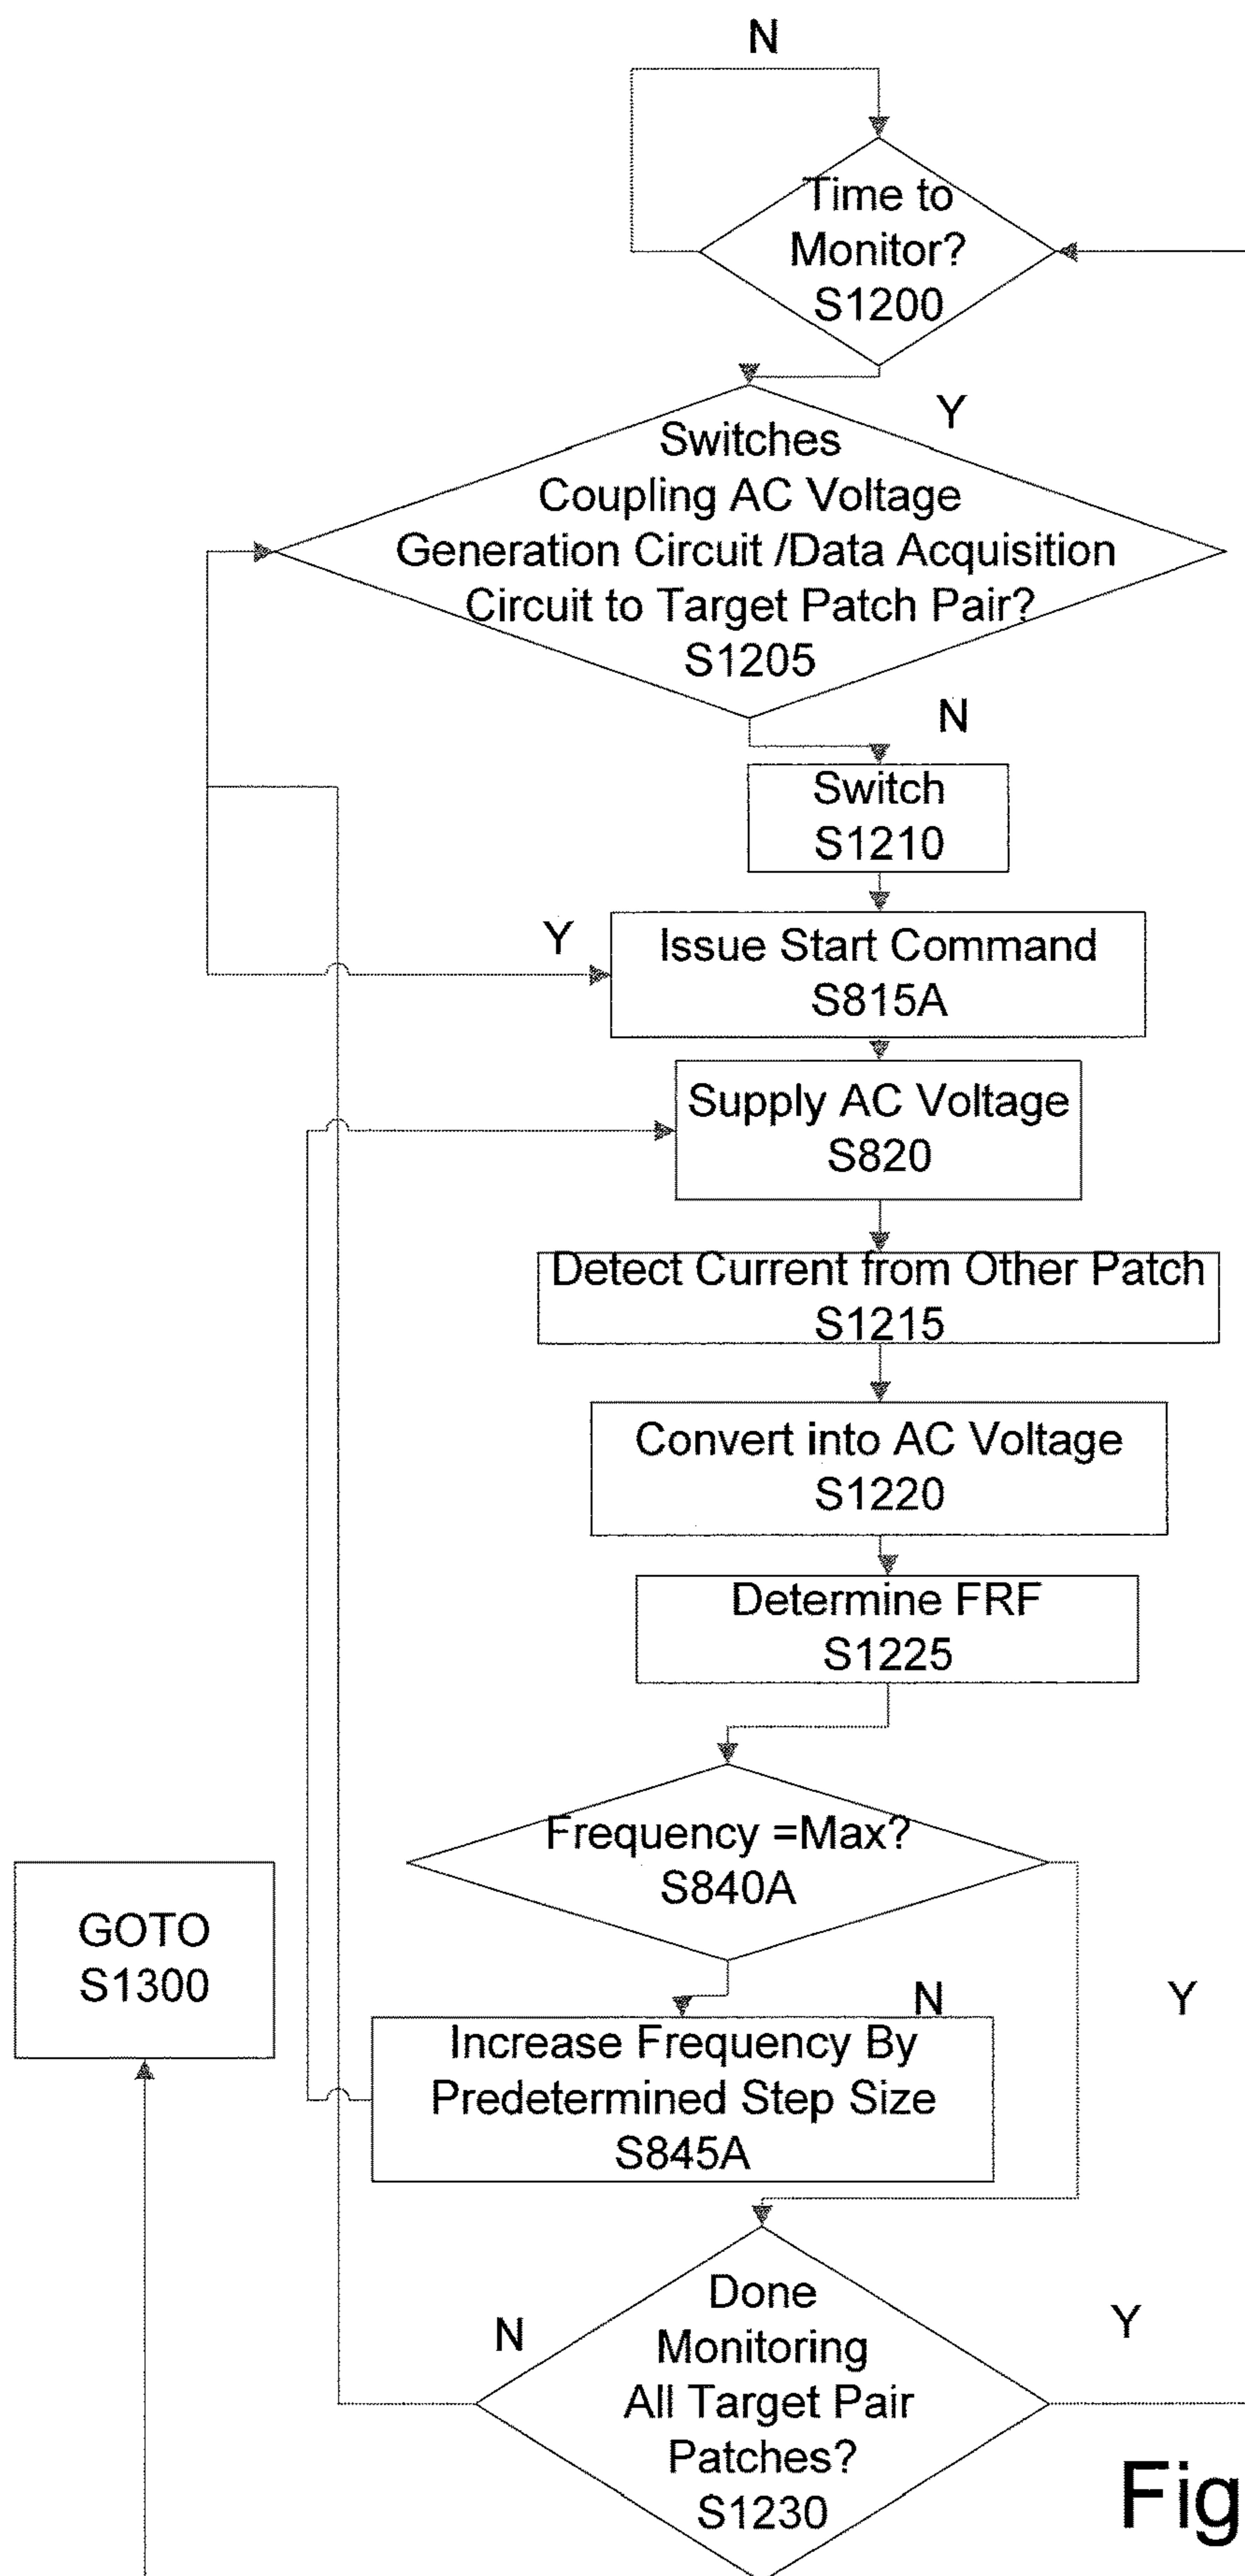 N
Time to
Monitor?
S1200
Y
Switches
Coupling AC Voltage
Generation Circuit /Data Acquisition
Circuit to Target Patch Pair?
S1205
N
Switch
S1210
Y
Issue Start Command
S815A
Supply AC Voltage
S820
Detect Current from Other Patch
S1215
Convert into AC Voltage
S1220
Determine FRF
S1225
Frequency =Max?
S840A
GOTO
S1300
N
Y
Increase Frequency By
Predetermined Step Size
S845A
N
Y
Done
Monitoring
All Target Pair
Patches?
S1230
Fig